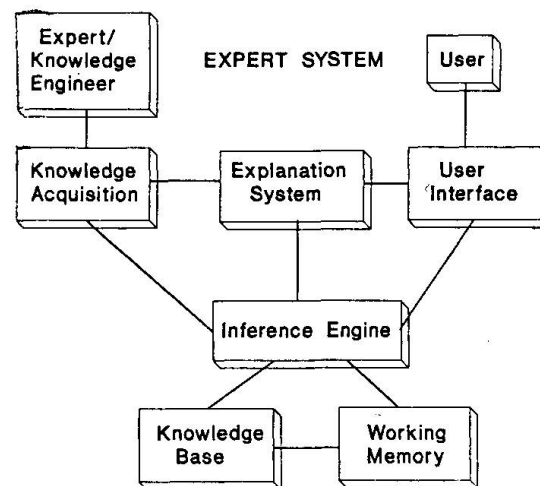 Expert/
Knowledge
Engineer
EXPERT SYSTEM
User
Knowledge
Acquisition
Explanation
System
User
Interface
Inference Engine
Knowledge
Base
Working
Memory